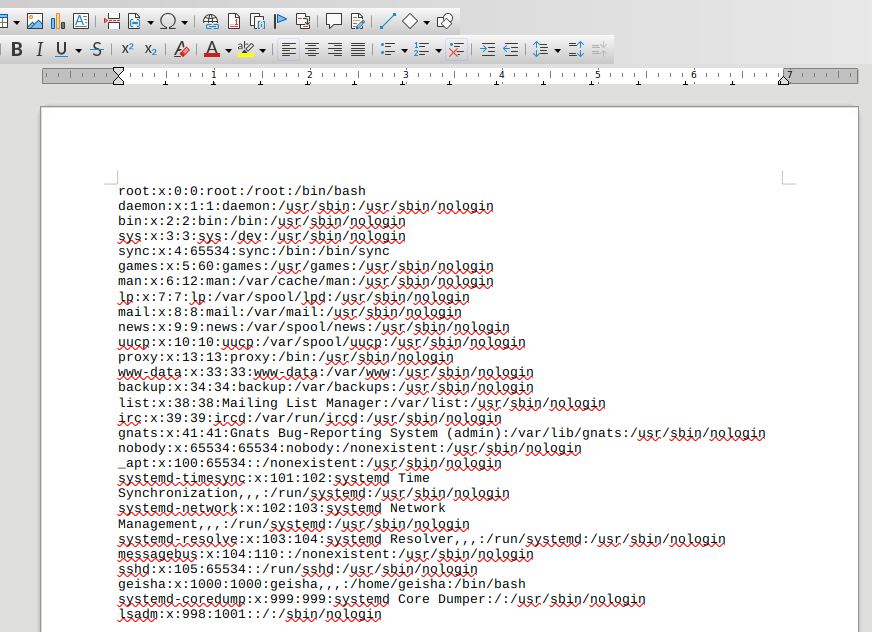 1 2 3 4 5 6 7
root:x:0:0:root:/root:/bin/bash
daemon:x:1:1:daemon:/usr/sbin:/usr/sbin/nologin
bin:x:2:2:bin:/bin:/usr/sbin/nologin
sys:x:3:3:sys:/dev:/usr/sbin/nologin
sync:x:4:65534:sync:/bin:/bin/sync
games:x:5:60:games:/usr/games:/usr/sbin/nologin
man:x:6:12:man:/var/cache/man:/usr/sbin/nologin
lp:x:7:7:lp:/var/spool/lpd:/usr/sbin/nologin
mail:x:8:8:mail:/var/mail:/usr/sbin/nologin
news:x:9:9:news:/var/spool/news:/usr/sbin/nologin
uucp:x:10:10:uucp:/var/spool/uucp:/usr/sbin/nologin
proxy:x:13:13:proxy:/bin:/usr/sbin/nologin
www-data:x:33:33:www-data:/var/www:/usr/sbin/nologin
backup:x:34:34:backup:/var/backups:/usr/sbin/nologin
list:x:38:38:Mailing List Manager:/var/list:/usr/sbin/nologin
irc:x:39:39:ircd:/var/run/ircd:/usr/sbin/nologin
gnats:x:41:41:Gnats Bug-Reporting System (admin):/var/lib/gnats:/usr/sbin/nologin
nobody:x:65534:65534:nobody:/nonexistent:/usr/sbin/nologin
_apt:x:100:65534::/nonexistent:/usr/sbin/nologin
systemd-timesync:x:101:102:systemd Time
Synchronization,,,:/run/systemd:/usr/sbin/nologin
systemd-network:x:102:103:systemd Network
Management,,,:/run/systemd:/usr/sbin/nologin
systemd-resolve:x:103:104:systemd Resolver,,,:/run/systemd:/usr/sbin/nologin
messagebus:x:104:110::/nonexistent:/usr/sbin/nologin
sshd:x:105:65534::/run/sshd:/usr/sbin/nologin
geisha:x:1000:1000:geisha,,,:/home/geisha:/bin/bash
systemd-coredump:x:999:999:systemd Core Dumper:/:/usr/sbin/nologin
lsadm:x:998:1001::/:/sbin/nologin